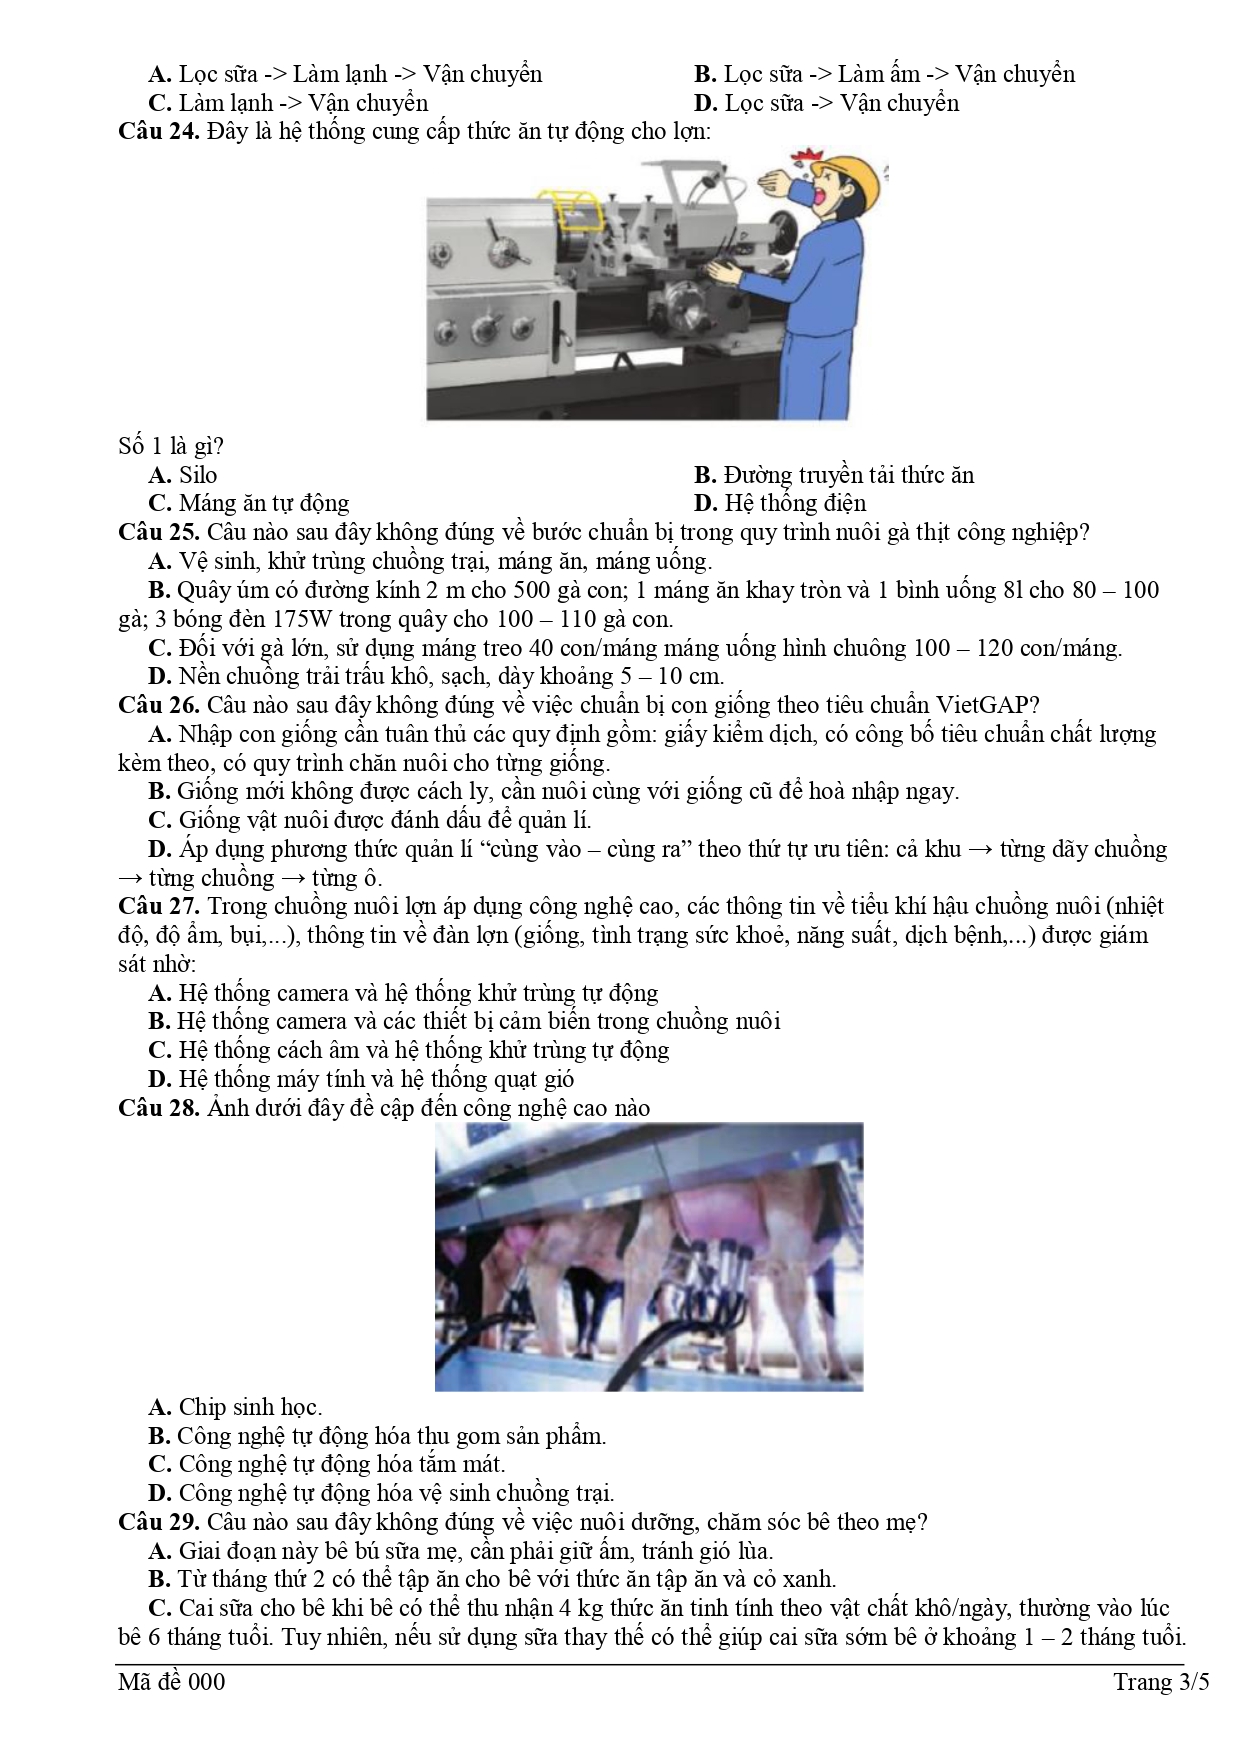 A. Lọc sữa -> Làm lạnh -> Vận chuyển B. Lọc sữa -> Làm ấm -> Vận chuyển
C. Làm lạnh -> Vận chuyển D. Lọc sữa -> Vận chuyển
Câu 24. Đây là hệ thống cung cấp thức ăn tự động cho lợn:
Số 1 là gì?
A. Silo B. Đường truyền tải thức ăn
C. Máng ăn tự động D. Hệ thống điện
Câu 25. Câu nào sau đây không đúng về bước chuẩn bị trong quy trình nuôi gà thịt công nghiệp?
A. Vệ sinh, khử trùng chuồng trại, máng ăn, máng uống.
B. Quây úm có đường kính 2 m cho 500 gà con; 1 máng ăn khay tròn và 1 bình uống 8l cho 80 – 100
gà; 3 bóng đèn 175W trong quây cho 100 – 110 gà con.
C. Đối với gà lớn, sử dụng máng treo 40 con/máng máng uống hình chuông 100 – 120 con/máng.
D. Nền chuồng trải trấu khô, sạch, dày khoảng 5 – 10 cm.
Câu 26. Câu nào sau đây không đúng về việc chuẩn bị con giống theo tiêu chuẩn VietGAP?
A. Nhập con giống cần tuân thủ các quy định gồm: giấy kiểm dịch, có công bố tiêu chuẩn chất lượng
kèm theo, có quy trình chăn nuôi cho từng giống.
B. Giống mới không được cách ly, cần nuôi cùng với giống cũ để hoà nhập ngay.
C. Giống vật nuôi được đánh dấu để quản lí.
D. Áp dụng phương thức quản lí “cùng vào – cùng ra” theo thứ tự ưu tiên: cả khu → từng dãy chuồng
→ từng chuồng → từng ô.
Câu 27. Trong chuồng nuôi lợn áp dụng công nghệ cao, các thông tin về tiểu khí hậu chuồng nuôi (nhiệt
độ, độ ẩm, bụi,...), thông tin về đàn lợn (giống, tình trạng sức khoẻ, năng suất, dịch bệnh,...) được giám
sát nhờ:
A. Hệ thống camera và hệ thống khử trùng tự động
B. Hệ thống camera và các thiết bị cảm biến trong chuồng nuôi
C. Hệ thống cách âm và hệ thống khử trùng tự động
D. Hệ thống máy tính và hệ thống quạt gió
Câu 28. Ảnh dưới đây đề cập đến công nghệ cao nào
A. Chip sinh học.
B. Công nghệ tự động hóa thu gom sản phẩm.
C. Công nghệ tự động hóa tắm mát.
D. Công nghệ tự động hóa vệ sinh chuồng trại.
Câu 29. Câu nào sau đây không đúng về việc nuôi dưỡng, chăm sóc bê theo mẹ?
A. Giai đoạn này bê bú sữa mẹ, cần phải giữ ấm, tránh gió lùa.
B. Từ tháng thứ 2 có thể tập ăn cho bê với thức ăn tập ăn và cỏ xanh.
C. Cai sữa cho bê khi bê có thể thu nhận 4 kg thức ăn tinh tính theo vật chất khô/ngày, thường vào lúc
bê 6 tháng tuổi. Tuy nhiên, nếu sử dụng sữa thay thế có thể giúp cai sữa sớm bê ở khoảng 1 – 2 tháng tuổi.
Mã đề 000 Trang 3/5